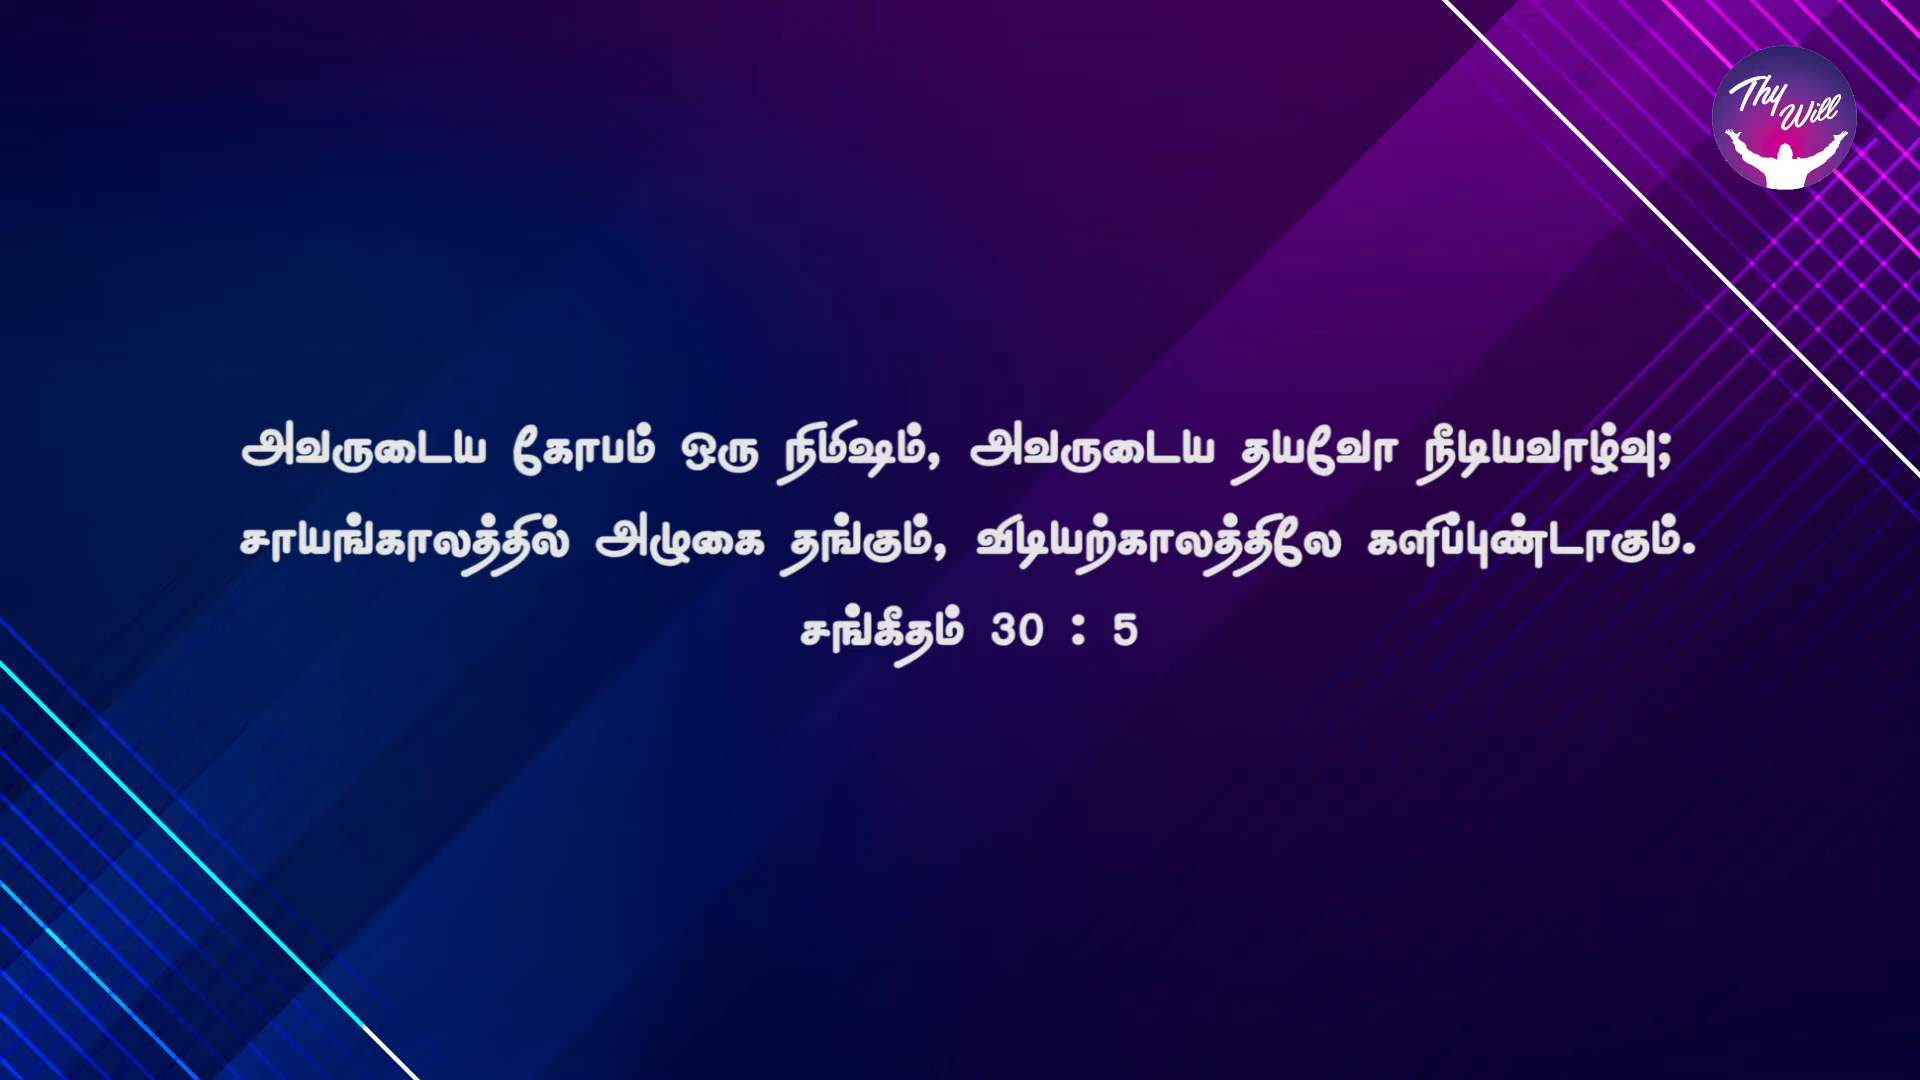 Thy Will
அவருடைய கோபம் ஒரு நிமிஷம், அவருடைய தயவோ நீடியவாழ்வு;
சாயங்காலத்தில் அழுகை தங்கும், விடியற்காலத்திலே களிப்புண்டாகும்.
சங்கீதம் 30 : 5